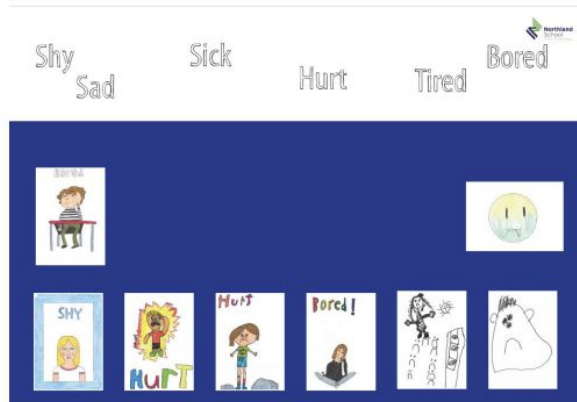 Northland
School
Shy
Sick
Bored
Sad
Hurt
Tired
Bored
SHY
HURT
Hurt
Bored!